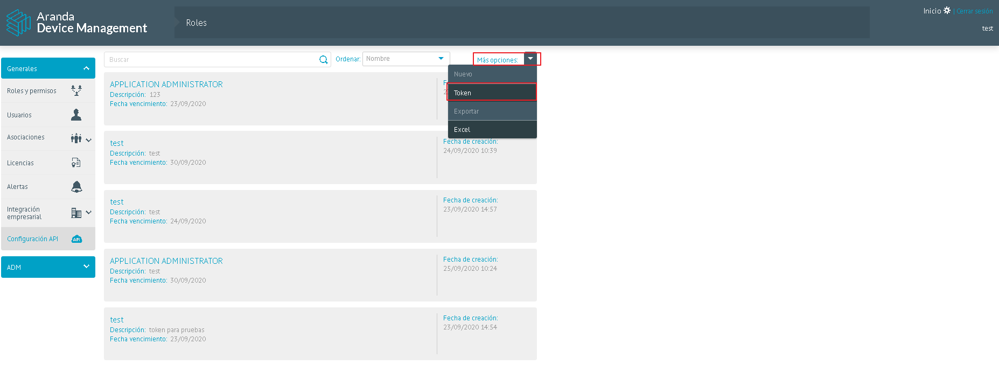 Aranda
Device Management
Roles
Inicio | Cerrar sesión
test
Generales
Roles y permisos
Usuarios
Asociaciones
Licencias
Alertas
Integración
empresarial
Configuración API
API
ADM
Buscar
Ordenar: Nombre
Más opciones:
Nuevo
Token
Exportar
Excel
APPLICATION ADMINISTRATOR
Descripción: 123
Fecha vencimiento: 23/09/2020
test
Descripción: test
Fecha vencimiento: 30/09/2020
Fecha de creación:
24/09/2020 10:39
test
Descripción: test
Fecha vencimiento: 24/09/2020
Fecha de creación:
23/09/2020 14:57
APPLICATION ADMINISTRATOR
Descripción: test
Fecha vencimiento: 30/09/2020
Fecha de creación:
25/09/2020 10:24
test
Descripción: token para pruebas
Fecha vencimiento: 23/09/2020
Fecha de creación:
23/09/2020 14:54